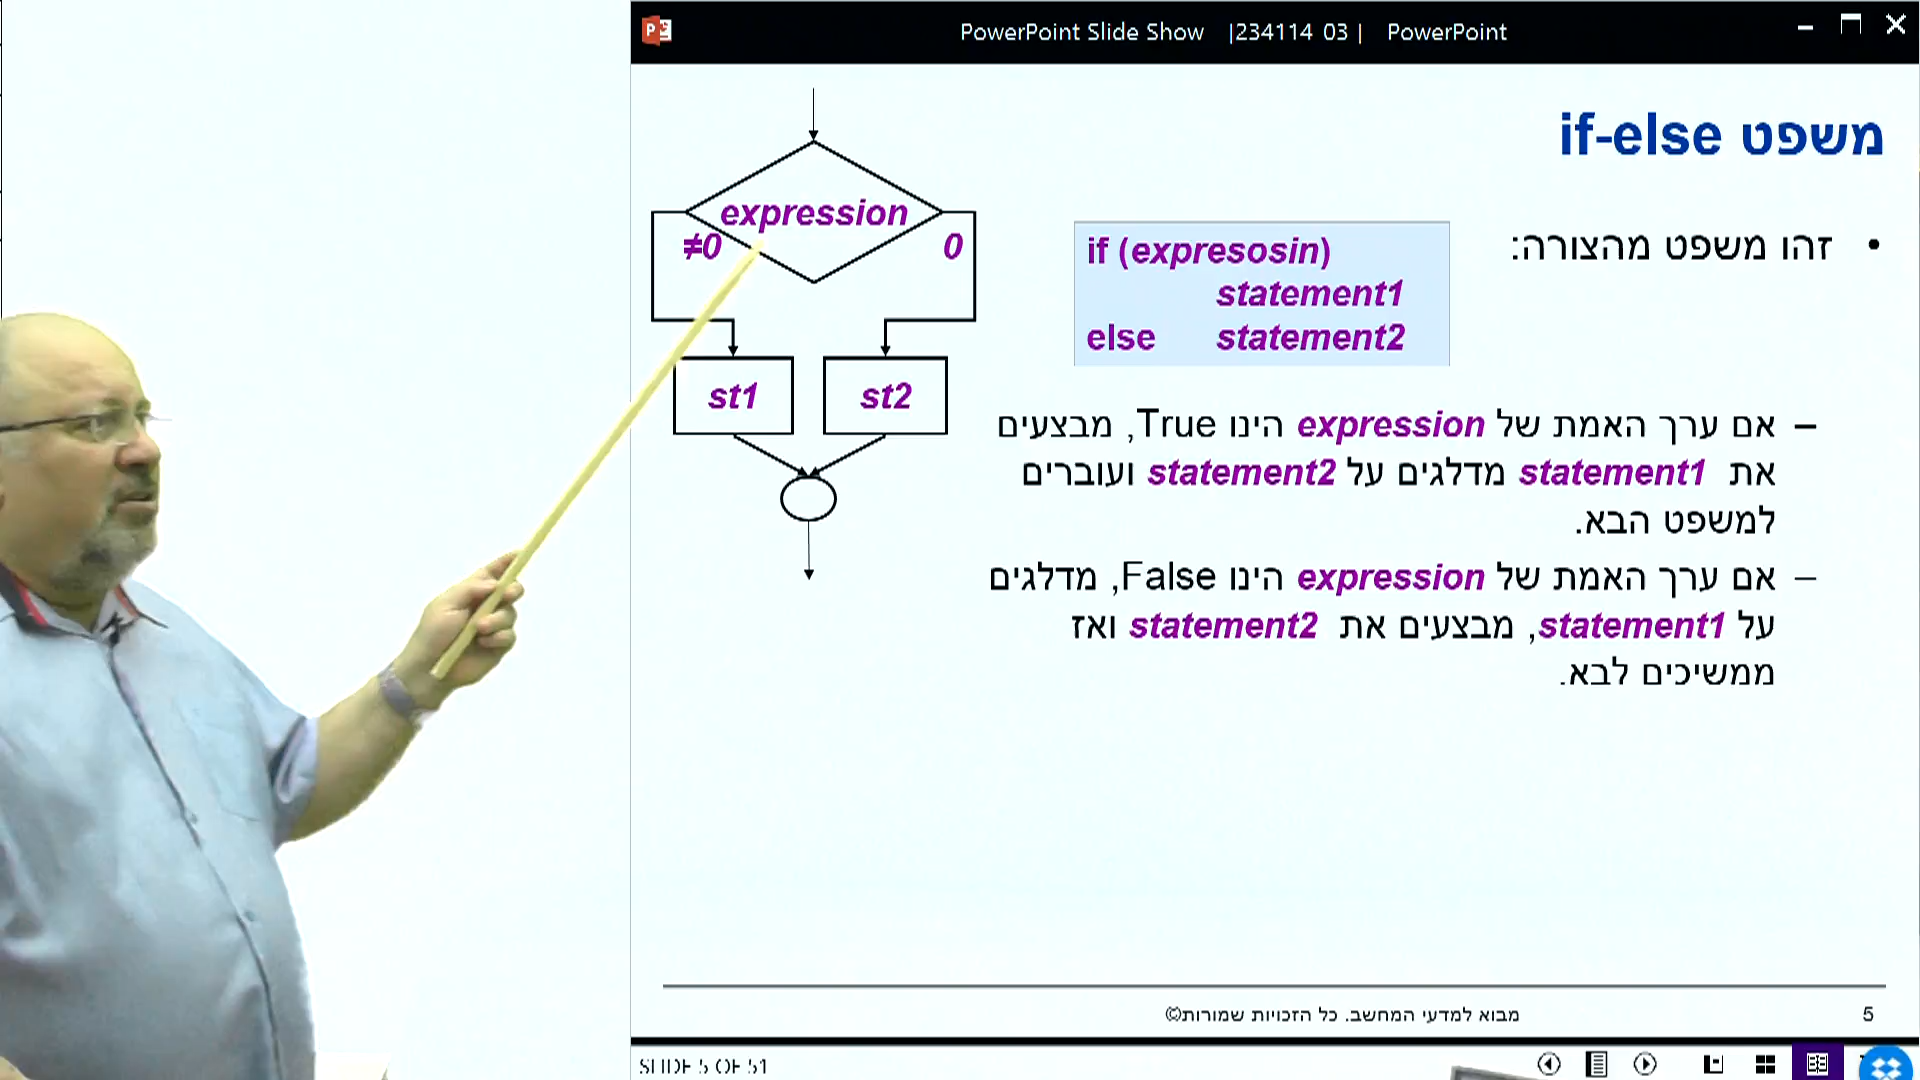 PowerPoint Slide Show |234114 03 | PowerPoint
משפט if-else
• זהו משפט מהצורה:
if (expresosin)
statement1
else statement2
expression
≠0 0
st1 st2
– אם ערך האמת של expression הינו True, מבצעים
את statement1 מדלגים על statement2 ועוברים
למשפט הבא.
– אם ערך האמת של expression הינו False, מדלגים
על statement1, מבצעים את statement2 ואז
ממשיכים לבא.
מבוא למדעי המחשב. כל הזכויות שמורות©
5
SLIDE 5 OF 51